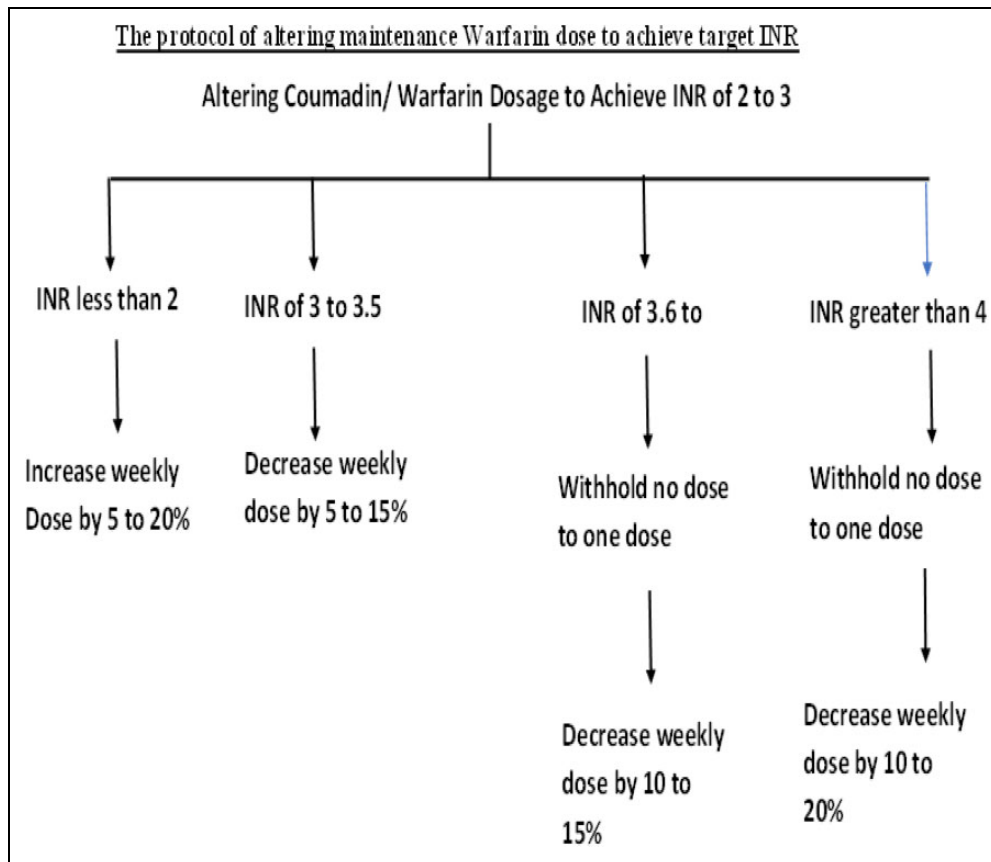 The protocol of altering maintenance Warfarin dose to achieve target INR
Altering Coumadin/ Warfarin Dosage to Achieve INR of 2 to 3
INR less than 2
Increase weekly
Dose by 5 to 20%
INR of 3 to 3.5
Decrease weekly
dose by 5 to 15%
INR of 3.6 to
Withhold no dose
to one dose
Decrease weekly
dose by 10 to
15%
INR greater than 4
Withhold no dose
to one dose
Decrease weekly
dose by 10 to
20%